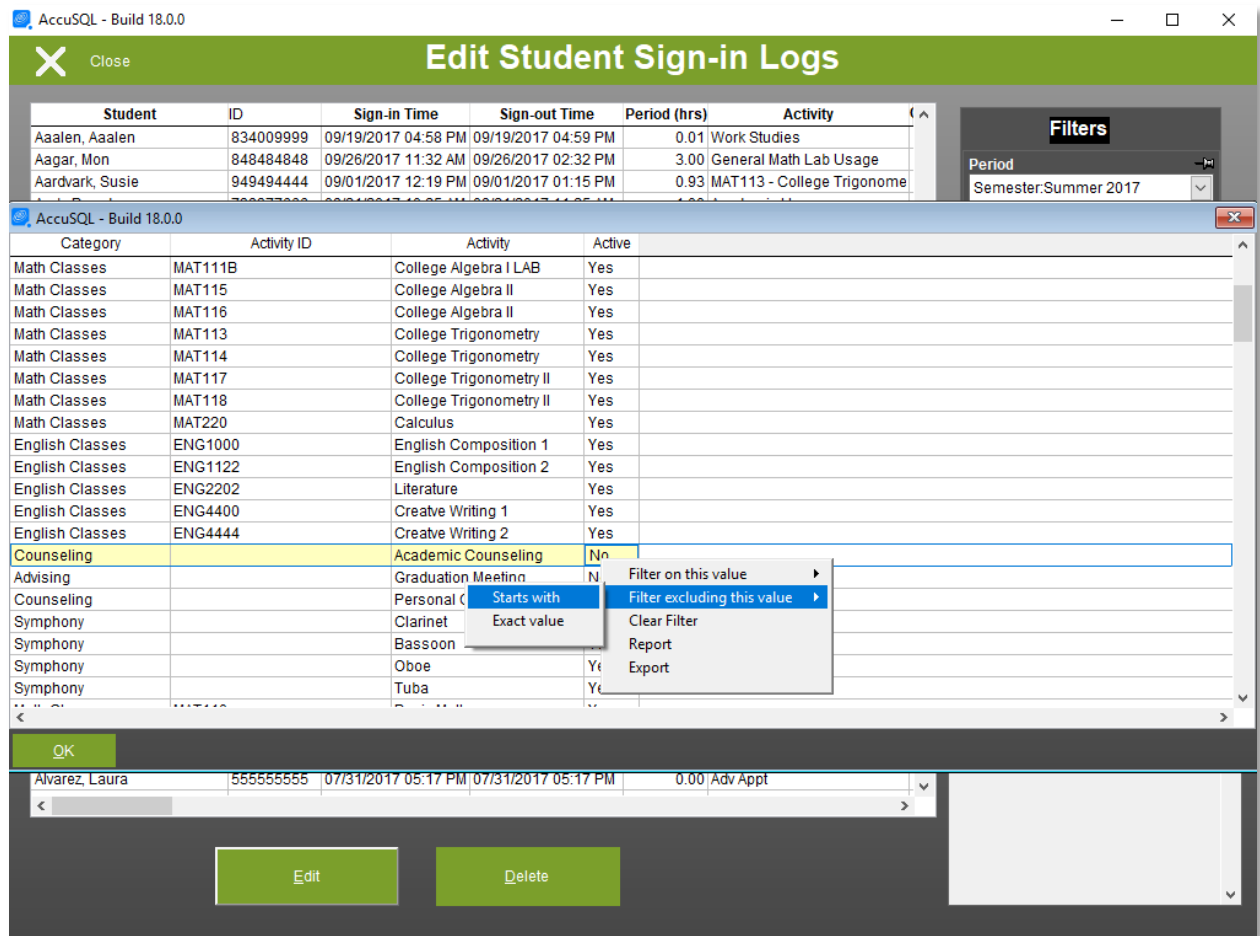 AccuSQL - Build 18.0.0
Close Edit Student Sign-in Logs
Student ID Sign-in Time Sign-out Time Period (hrs) Activity
Aaalen, Aaalen 834009999 09/19/2017 04:58 PM 09/19/2017 04:59 PM 0.01 Work Studies
Aagar, Mon 848484848 09/26/2017 11:32 AM 09/26/2017 02:32 PM 3.00 General Math Lab Usage
Aardvark, Susie 949494444 09/01/2017 12:19 PM 09/01/2017 01:15 PM 0.93 MAT113 - College Trigonome
Filters
Period
Semester:Summer 2017
AccuSQL - Build 18.0.0
Category Activity ID Activity Active
Math Classes MAT111B College Algebra I LAB Yes
Math Classes MAT115 College Algebra II Yes
Math Classes MAT116 College Algebra II Yes
Math Classes MAT113 College Trigonometry Yes
Math Classes MAT114 College Trigonometry Yes
Math Classes MAT117 College Trigonometry II Yes
Math Classes MAT118 College Trigonometry II Yes
Math Classes MAT220 Calculus Yes
English Classes ENG1000 English Composition 1 Yes
English Classes ENG1122 English Composition 2 Yes
English Classes ENG2202 Literature Yes
English Classes ENG4400 Creatve Writing 1 Yes
English Classes ENG4444 Creatve Writing 2 Yes
Counseling Academic Counseling No
Advising Graduation Meeting N
Counseling Personal
Symphony Clarinet
Symphony Bassoon
Symphony Oboe Ye
Symphony Tuba Ye
Filter on this value
Filter excluding this value
Clear Filter
Report
Export
Starts with
Exact value
OK
Alvarez, Laura 555555555 07/31/2017 05:17 PM 07/31/2017 05:17 PM 0.00 Adv Appt
Edit Delete